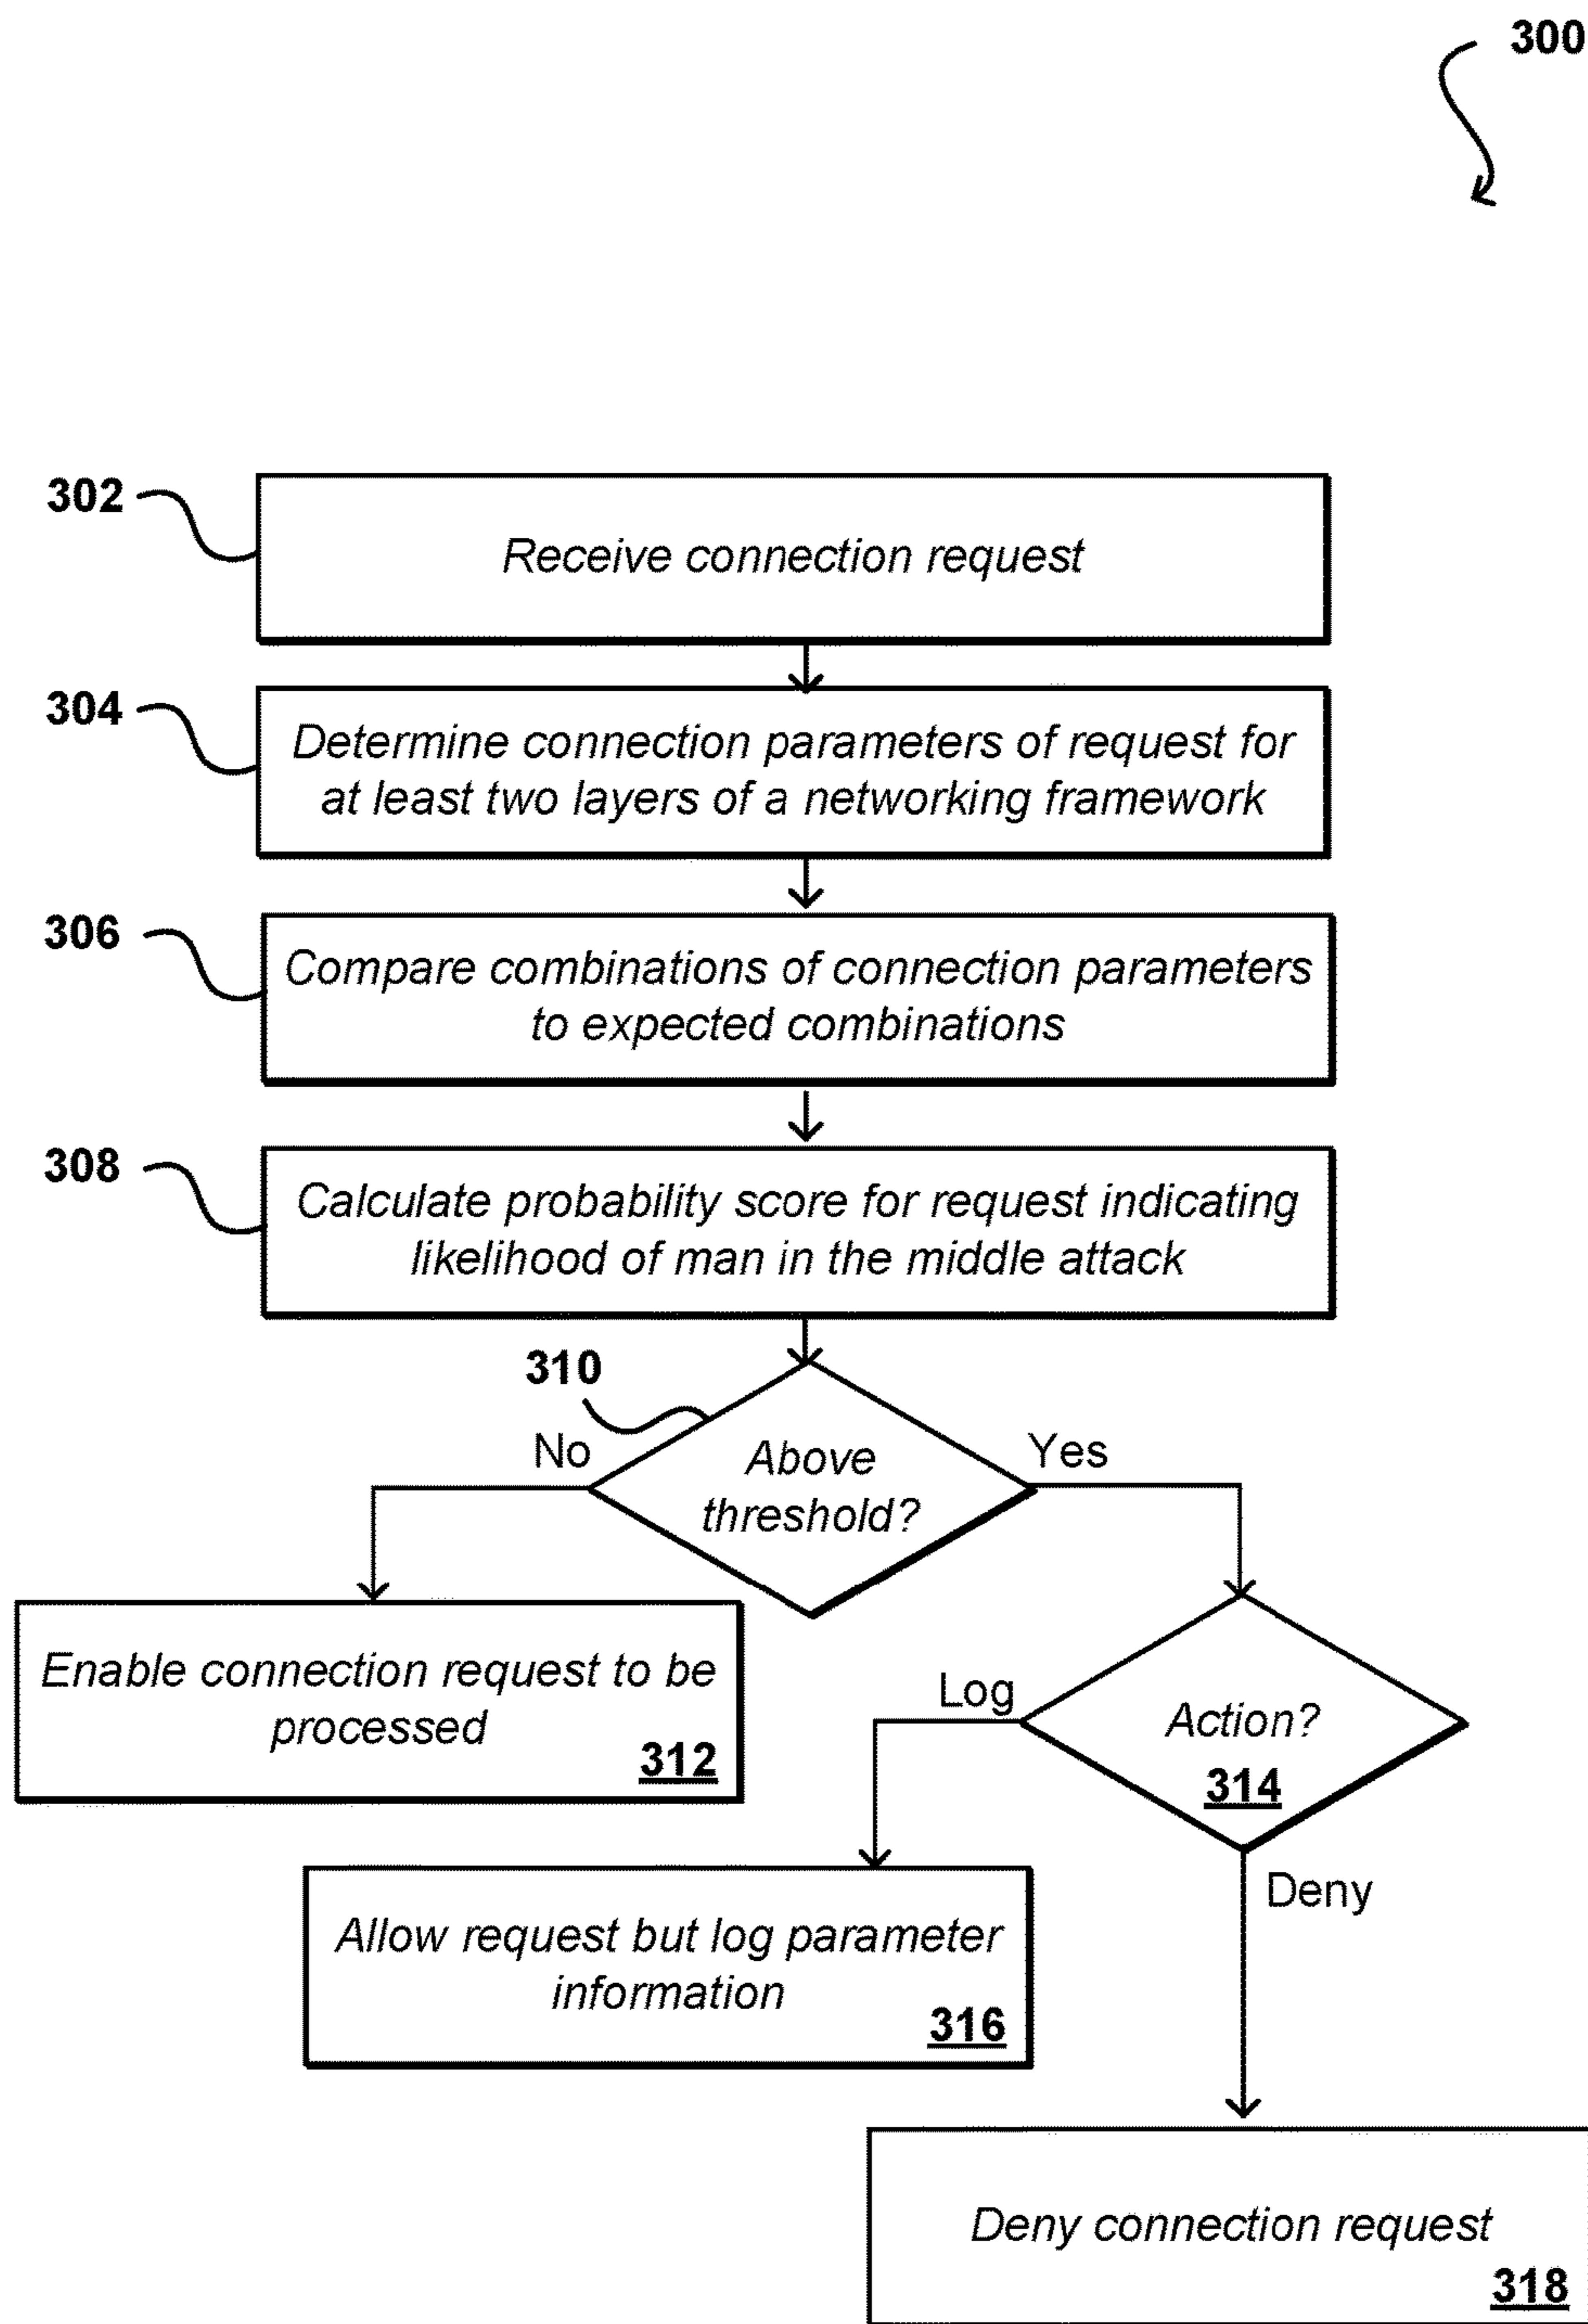 300
302
Receive connection request
304
Determine connection parameters of request for
at least two layers of a networking framework
306
Compare combinations of connection parameters
to expected combinations
308
Calculate probability score for request indicating
likelihood of man in the middle attack
310
No
Above
threshold?
Yes
Enable connection request to be
processed
312
Log
Action?
314
Deny
Allow request but log parameter
information
316
Deny connection request
318